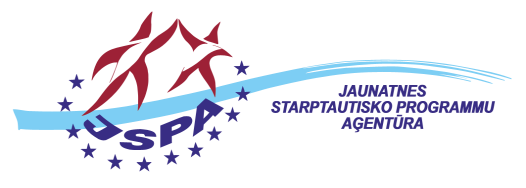 JSPA
JAUNATNES
STARPTAUTISKO PROGRAMMU
AĢENTŪRA